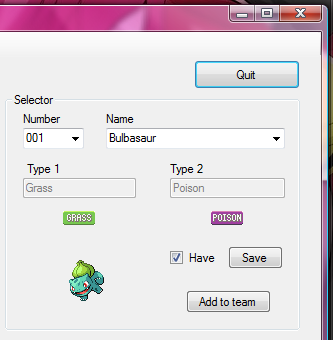 Quit
Selector
Number Name
001 Bulbasaur
Type 1 Type 2
Grass Poison
GRASS POISON
Have Save
Add to team